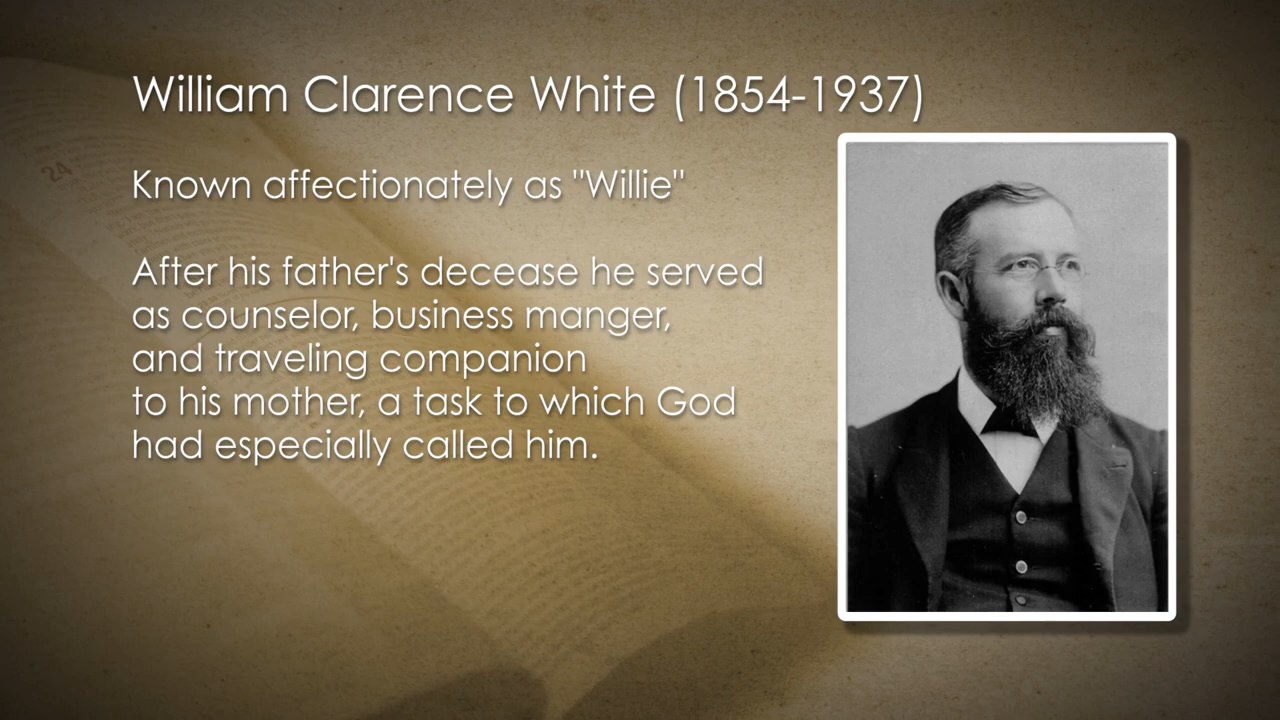 William Clarence White (1854-1937)
Known affectionately as "Willie"
After his father's decease he served
as counselor, business manger,
and traveling companion
to his mother, a task to which God
had especially called him.
24